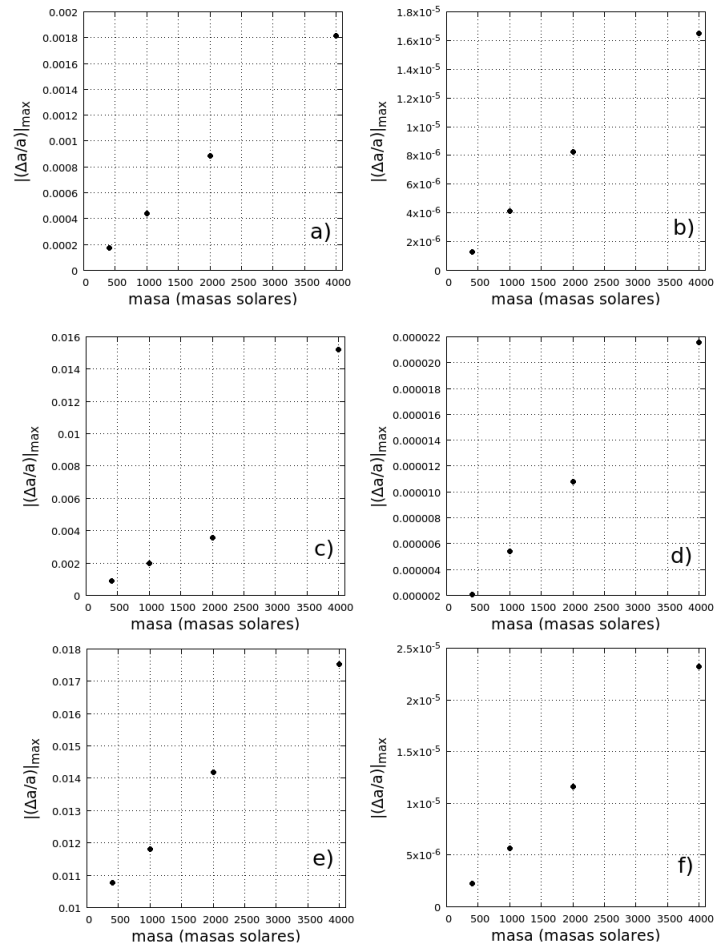 0.002
0.0018
0.0016
0.0014
0.0012
0.001
0.0008
0.0006
0.0004
0.0002
0
|(Δa/a)|max
a)
0 500 1000 1500 2000 2500 3000 3500 4000
masa (masas solares)
1.8x10⁻⁵
1.6x10⁻⁵
1.4x10⁻⁵
1.2x10⁻⁵
1x10⁻⁵
8x10⁻⁶
6x10⁻⁶
4x10⁻⁶
2x10⁻⁶
0
|(Δa/a)|max
b)
0 500 1000 1500 2000 2500 3000 3500 4000
masa (masas solares)
0.016
0.014
0.012
0.01
0.008
0.006
0.004
0.002
0
|(Δa/a)|max
c)
0 500 1000 1500 2000 2500 3000 3500 4000
masa (masas solares)
0.000022
0.000020
0.000018
0.000016
0.000014
0.000012
0.000010
0.000008
0.000006
0.000004
0.000002
|(Δa/a)|max
d)
0 500 1000 1500 2000 2500 3000 3500 4000
masa (masas solares)
0.018
0.017
0.016
0.015
0.014
0.013
0.012
0.011
0.01
|(Δa/a)|max
e)
0 500 1000 1500 2000 2500 3000 3500 4000
masa (masas solares)
2.5x10⁻⁵
2x10⁻⁵
1.5x10⁻⁵
1x10⁻⁵
5x10⁻⁶
0
|(Δa/a)|max
f)
0 500 1000 1500 2000 2500 3000 3500 4000
masa (masas solares)